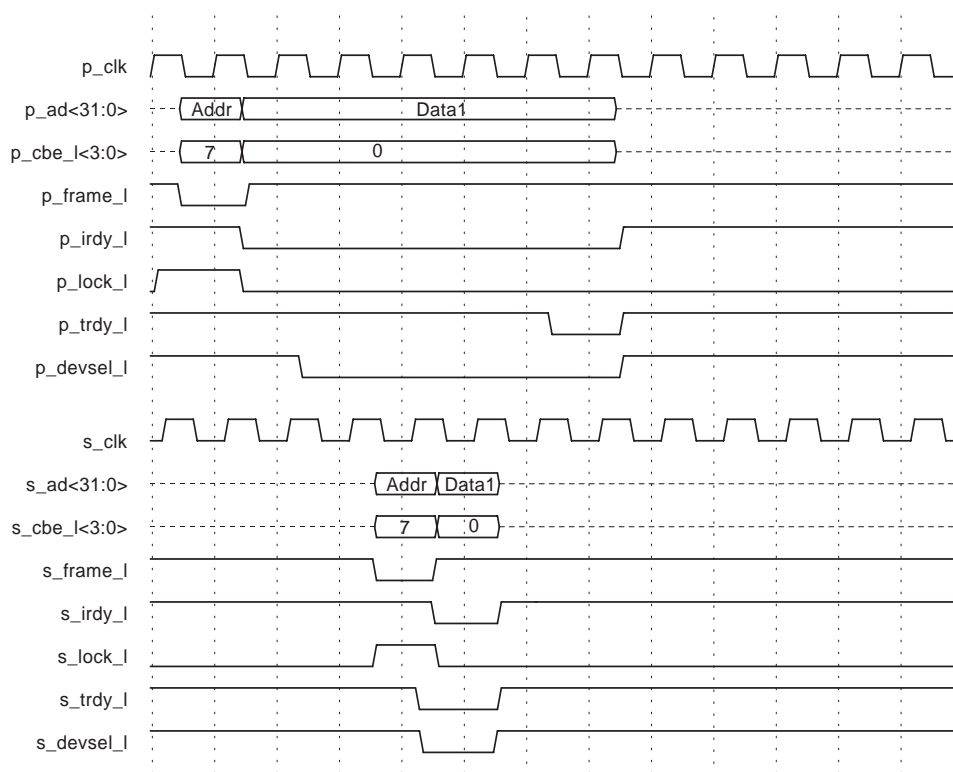 p_clk
p_ad<31:0> Addr Data1
p_cbe_l<3:0> 7 0
p_frame_l
p_irdy_l
p_lock_l
p_trdy_l
p_devsel_l
s_clk
s_ad<31:0> Addr Data1
s_cbe_l<3:0> 7 0
s_frame_l
s_irdy_l
s_lock_l
s_trdy_l
s_devsel_l